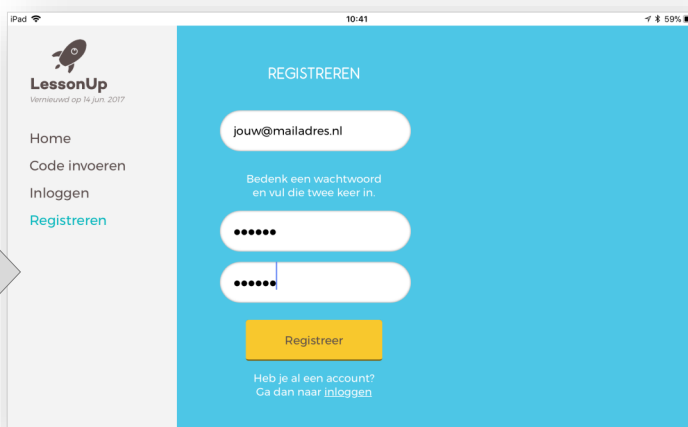 iPad 10:41 59%
LessonUp
Vernieuwd op 14 jun. 2017
Home
Code invoeren
Inloggen
Registreren
REGISTREREN
jouw@mailadres.nl
Bedenk een wachtwoord
en vul die twee keer in.
••••••
••••••
Registreer
Heb je al een account?
Ga dan naar inloggen